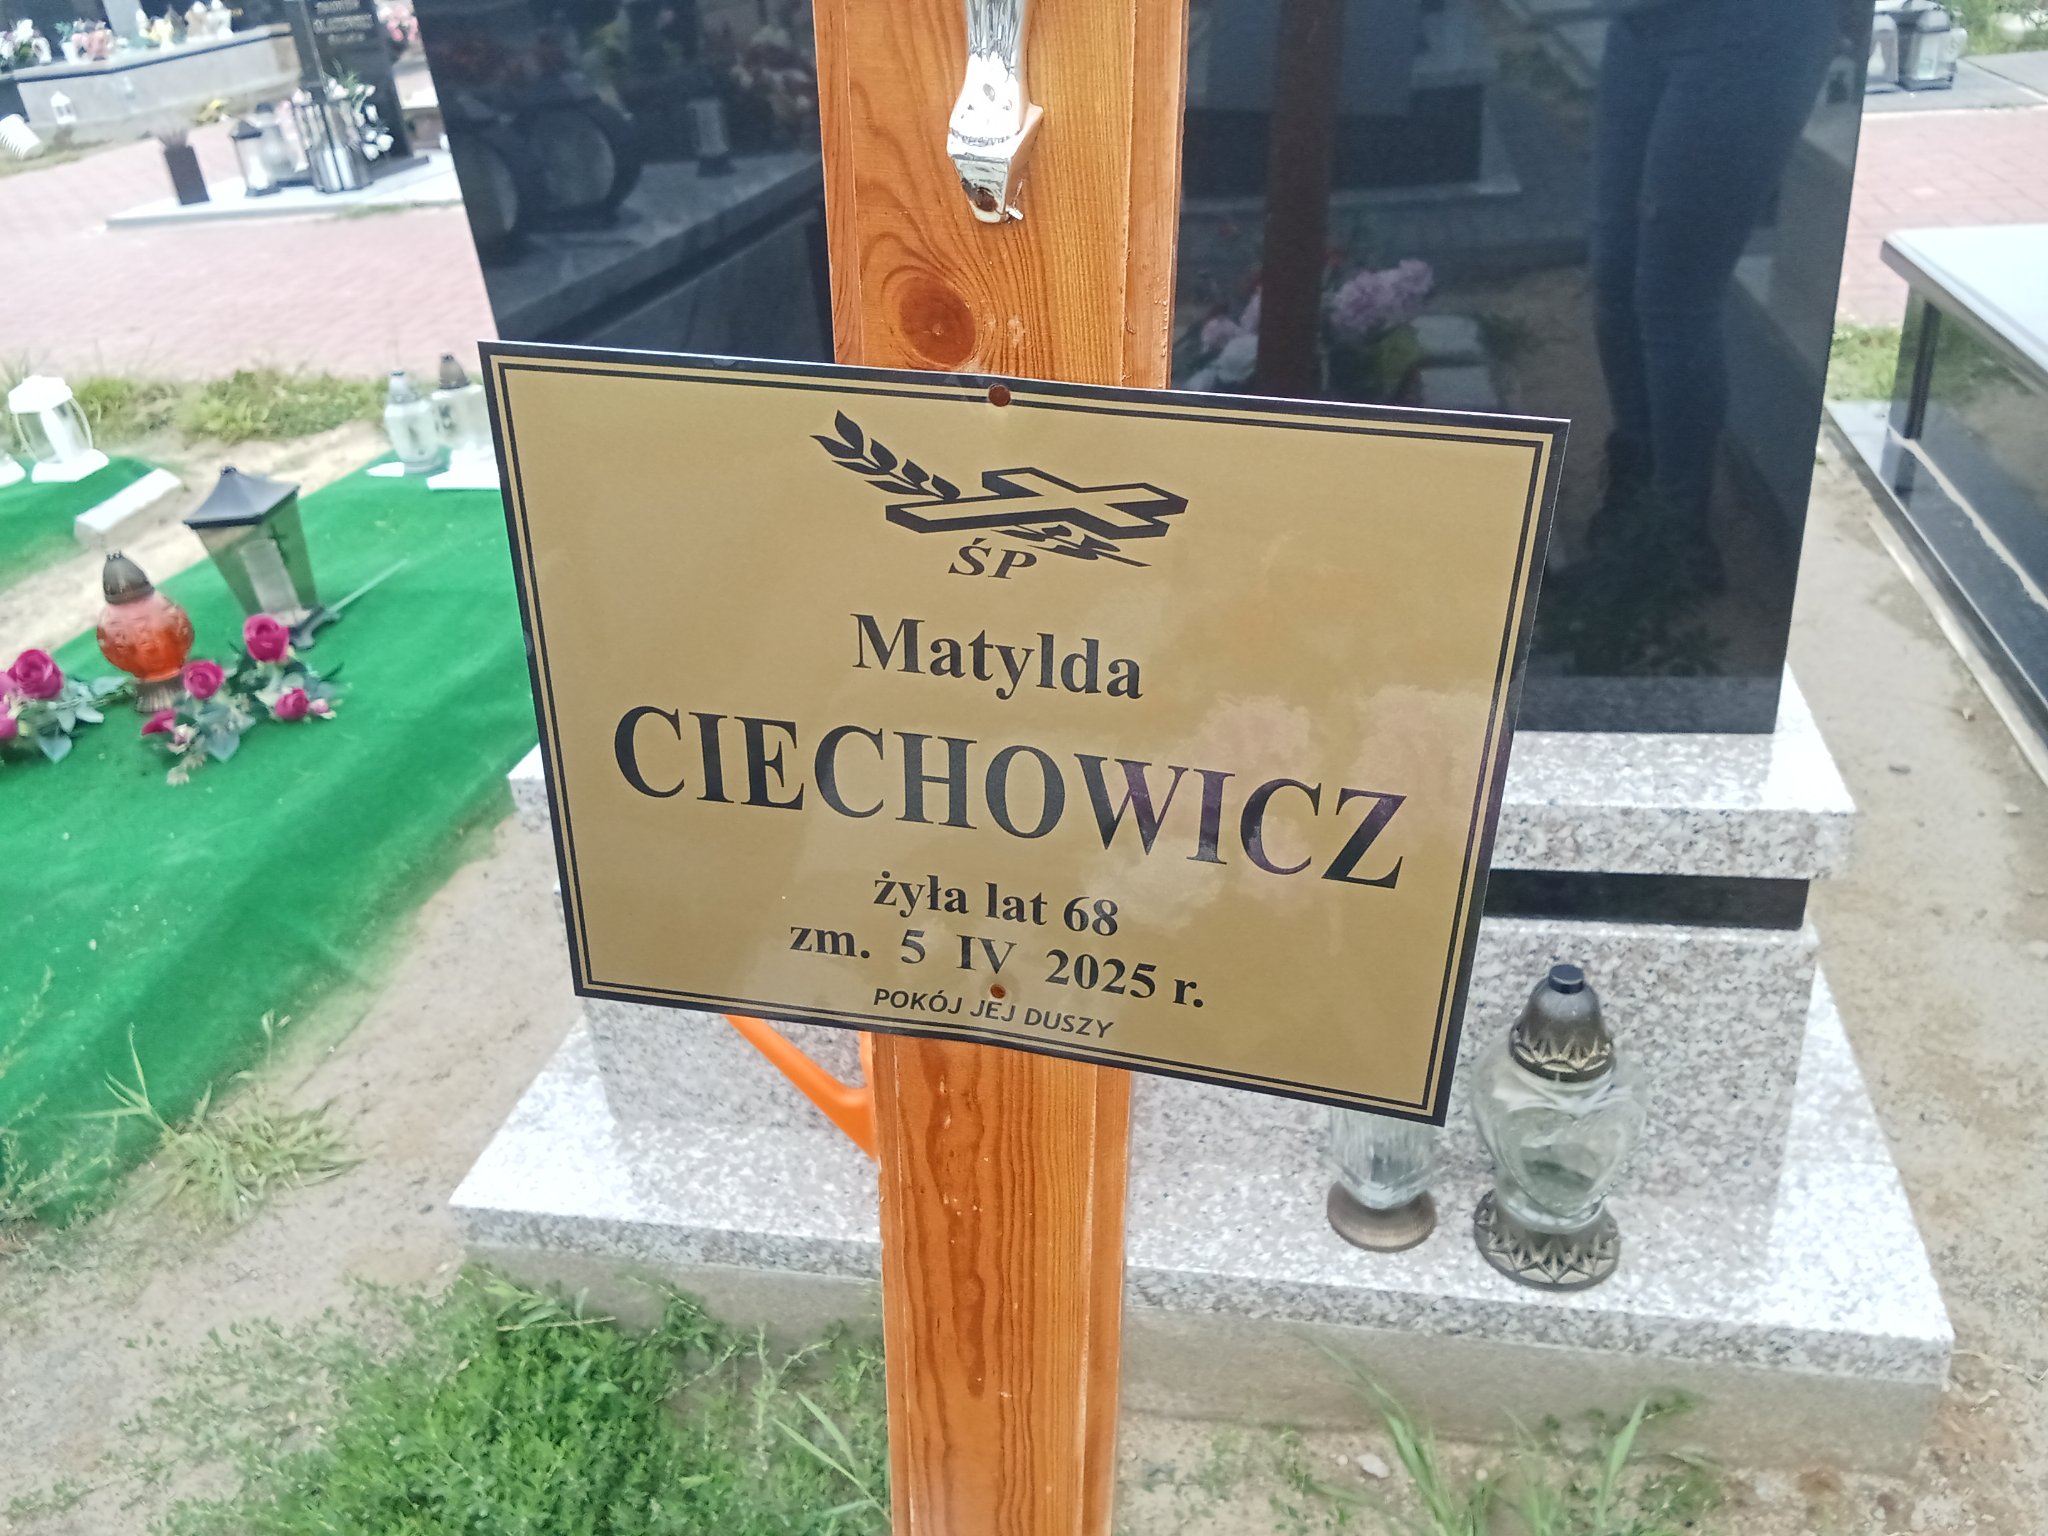 ŚP
Matylda
CIECHOWICZ
żyła lat 68
zm. 5 IV 2025 r.
POKÓJ JEJ DUSZY